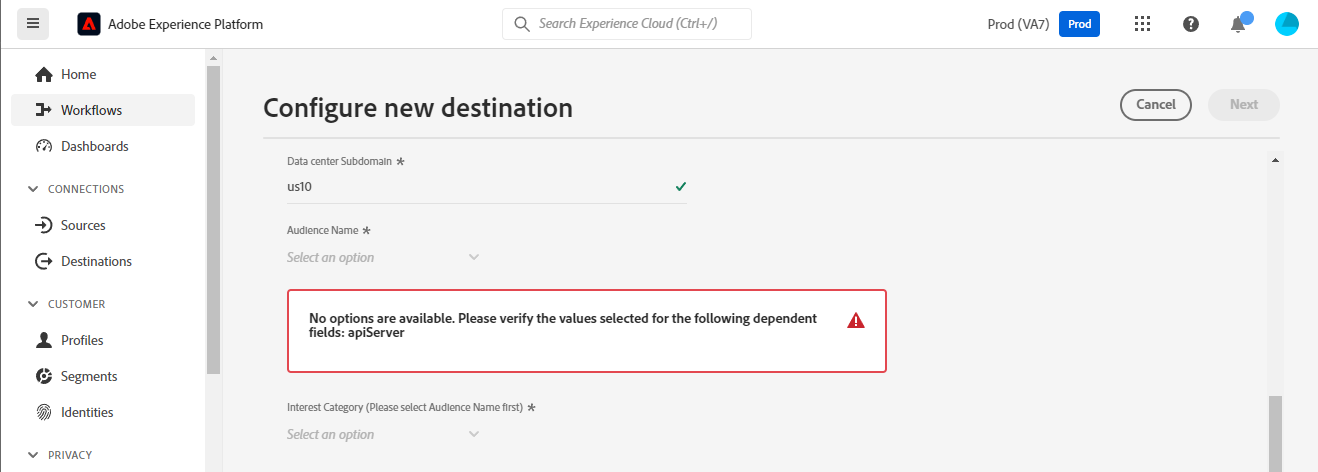 Adobe Experience Platform
Search Experience Cloud (Ctrl+/)
Prod (VA7)
Prod
Home
Workflows
Dashboards
CONNECTIONS
Sources
Destinations
CUSTOMER
Profiles
Segments
Identities
PRIVACY
Configure new destination
Cancel
Next
Data center Subdomain *
us10
Audience Name *
Select an option
No options are available. Please verify the values selected for the following dependent
fields: apiServer
Interest Category (Please select Audience Name first) *
Select an option